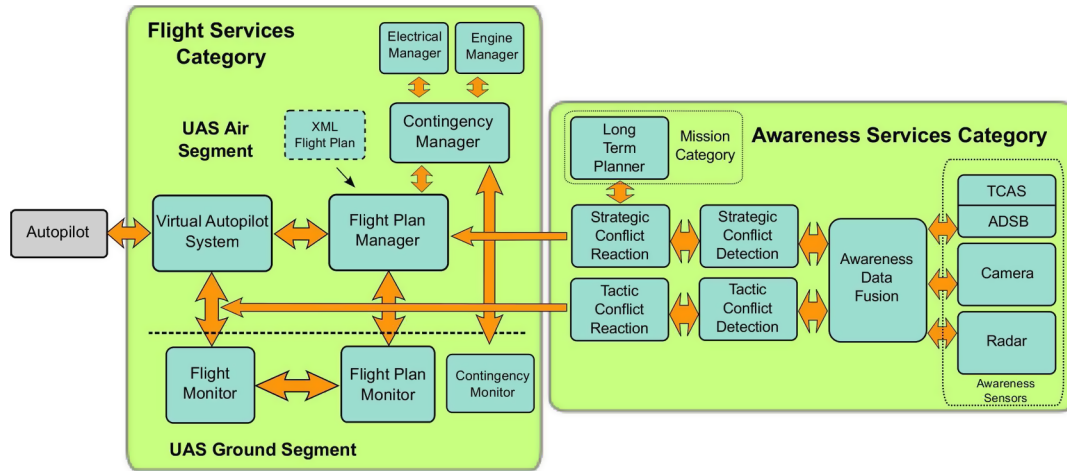 Flight Services
Category
Electrical
Manager
Engine
Manager
UAS Air
Segment
XML
Flight Plan
Contingency
Manager
Autopilot
Virtual Autopilot
System
Flight Plan
Manager
Flight
Monitor
Flight Plan
Monitor
Contingency
Monitor
UAS Ground Segment
Long
Term
Planner
Mission
Category
Awareness Services Category
Strategic
Conflict
Reaction
Strategic
Conflict
Detection
Tactic
Conflict
Reaction
Tactic
Conflict
Detection
Awareness
Data
Fusion
TCAS
ADSB
Camera
Radar
Awareness
Sensors